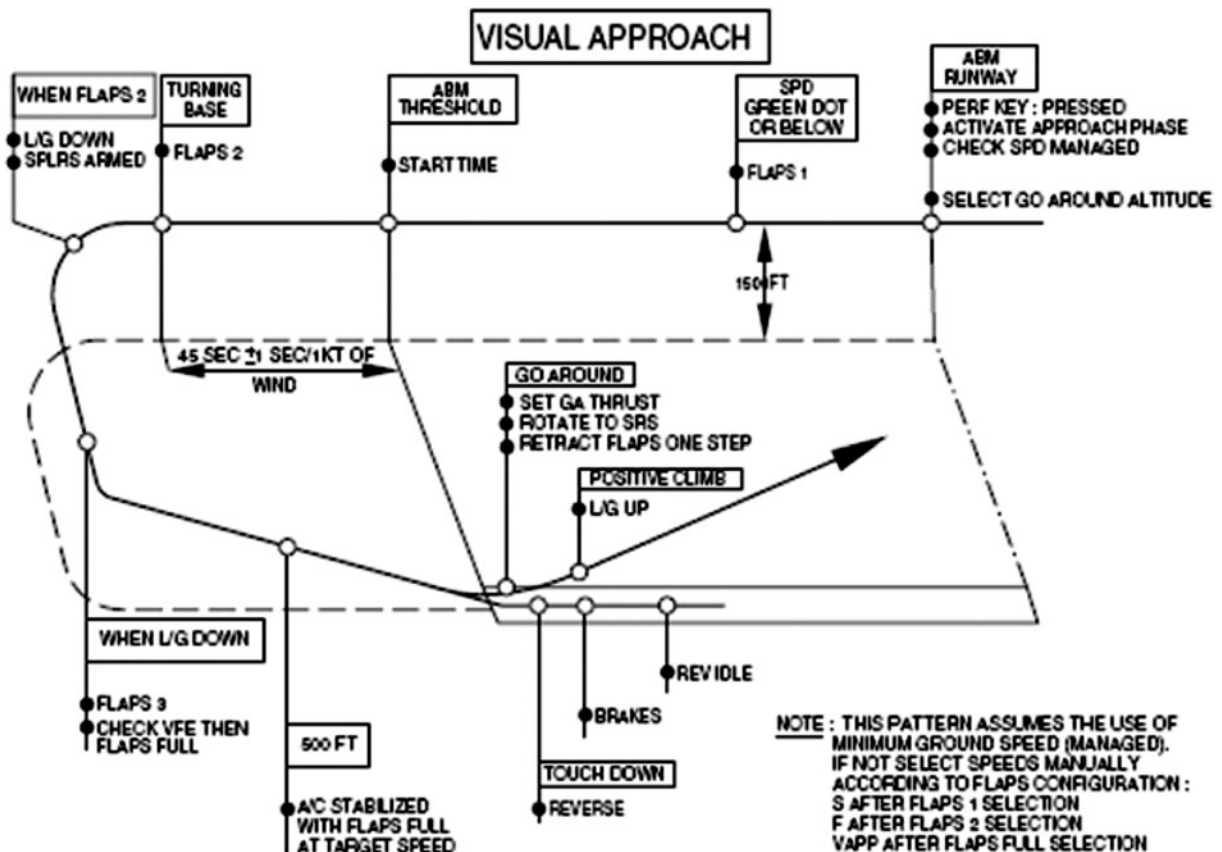 VISUAL APPROACH
WHEN FLAPS 2
L/G DOWN
SPLRS ARMED
TURNING
BASE
FLAPS 2
ABM
THRESHOLD
START TIME
SPD
GREEN DOT
OR BELOW
FLAPS 1
ABM
RUNWAY
PERF KEY : PRESSED
ACTIVATE APPROACH PHASE
CHECK SPD MANAGED
SELECT GO AROUND ALTITUDE
1500 FT
45 SEC ±1 SEC/1KT OF
WIND
GO AROUND
SET GA THRUST
ROTATE TO SRS
RETRACT FLAPS ONE STEP
POSITIVE CLIMB
L/G UP
WHEN L/G DOWN
FLAPS 3
CHECK VFE THEN
FLAPS FULL
500 FT
A/C STABILIZED
WITH FLAPS FULL
AT TARGET SPEED
TOUCH DOWN
REVERSE
BRAKES
REV IDLE
NOTE : THIS PATTERN ASSUMES THE USE OF
MINIMUM GROUND SPEED (MANAGED).
IF NOT SELECT SPEEDS MANUALLY
ACCORDING TO FLAPS CONFIGURATION :
S AFTER FLAPS 1 SELECTION
F AFTER FLAPS 2 SELECTION
VAPP AFTER FLAPS FULL SELECTION